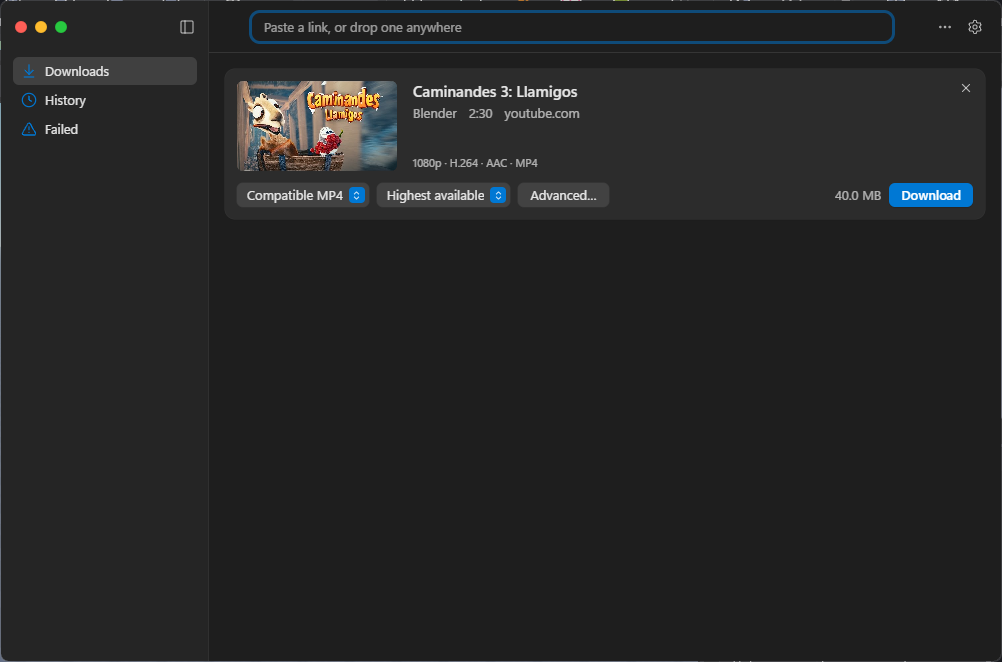 Paste a link, or drop one anywhere
Downloads
History
Failed
Caminandes
Llamigos
Caminandes 3: Llamigos
Blender 2:30 youtube.com
1080p · H.264 · AAC · MP4
Compatible MP4 Highest available Advanced... 40.0 MB Download